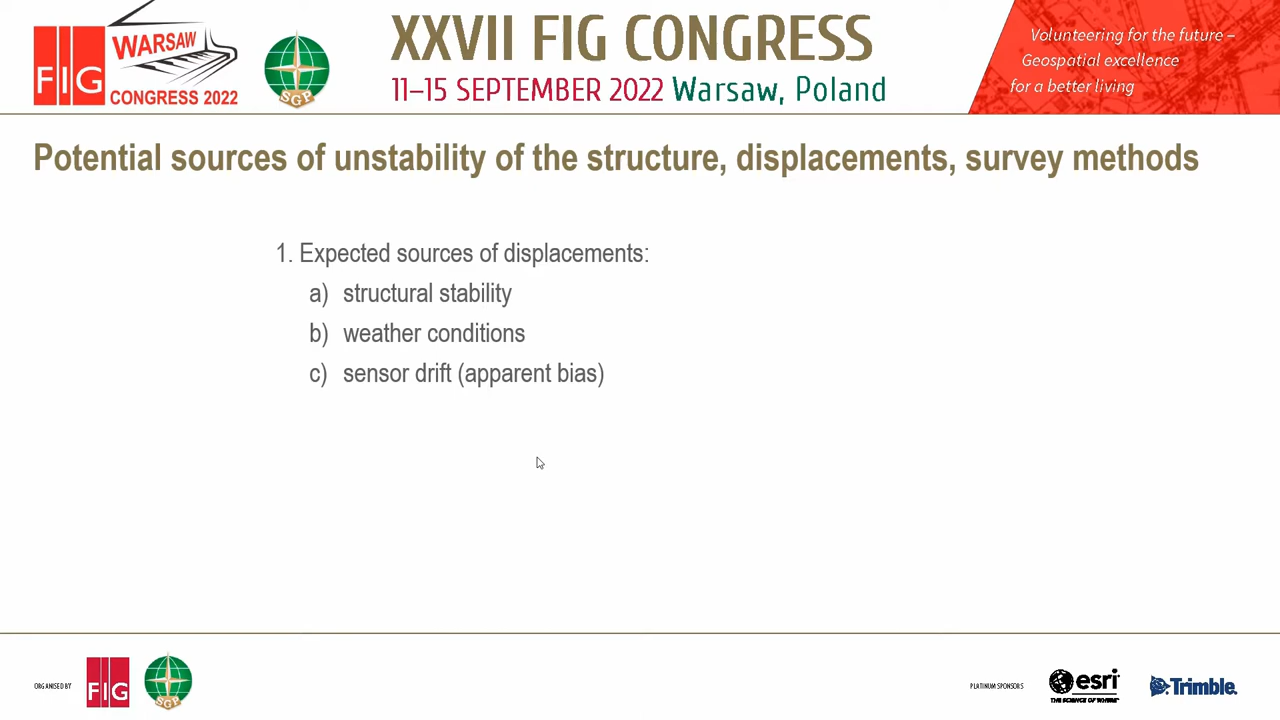 FIG
WARSAW
CONGRESS 2022
SGP
XXVII FIG CONGRESS
11–15 SEPTEMBER 2022 Warsaw, Poland
Volunteering for the future –
Geospatial excellence
for a better living
Potential sources of unstability of the structure, displacements, survey methods
1. Expected sources of displacements:
a) structural stability
b) weather conditions
c) sensor drift (apparent bias)
ORGANISED BY
FIG
SGP
PLATINUM SPONSORS
esri
THE SCIENCE OF WHERE
Trimble.